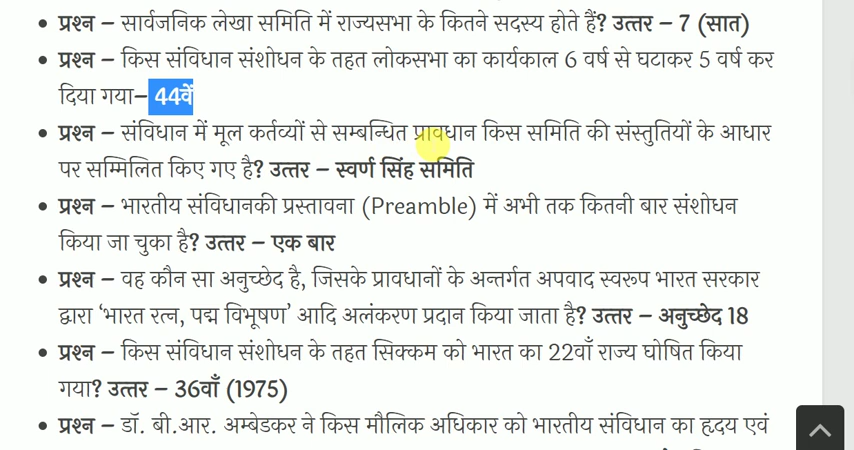 • प्रश्न – सार्वजनिक लेखा समिति में राज्यसभा के कितने सदस्य होते हैं? उत्तर – 7 (सात)
• प्रश्न – किस संविधान संशोधन के तहत लोकसभा का कार्यकाल 6 वर्ष से घटाकर 5 वर्ष कर
दिया गया– 44वें
• प्रश्न – संविधान में मूल कर्तव्यों से सम्बन्धित प्रावधान किस समिति की संस्तुतियों के आधार
पर सम्मिलित किए गए है? उत्तर – स्वर्ण सिंह समिति
• प्रश्न – भारतीय संविधानकी प्रस्तावना (Preamble) में अभी तक कितनी बार संशोधन
किया जा चुका है? उत्तर – एक बार
• प्रश्न – वह कौन सा अनुच्छेद है, जिसके प्रावधानों के अन्तर्गत अपवाद स्वरूप भारत सरकार
द्वारा ‘भारत रत्न, पद्म विभूषण’ आदि अलंकरण प्रदान किया जाता है? उत्तर – अनुच्छेद 18
• प्रश्न – किस संविधान संशोधन के तहत सिक्कम को भारत का 22वाँ राज्य घोषित किया
गया? उत्तर – 36वाँ (1975)
• प्रश्न – डॉ. बी.आर. अम्बेडकर ने किस मौलिक अधिकार को भारतीय संविधान का हृदय एवं